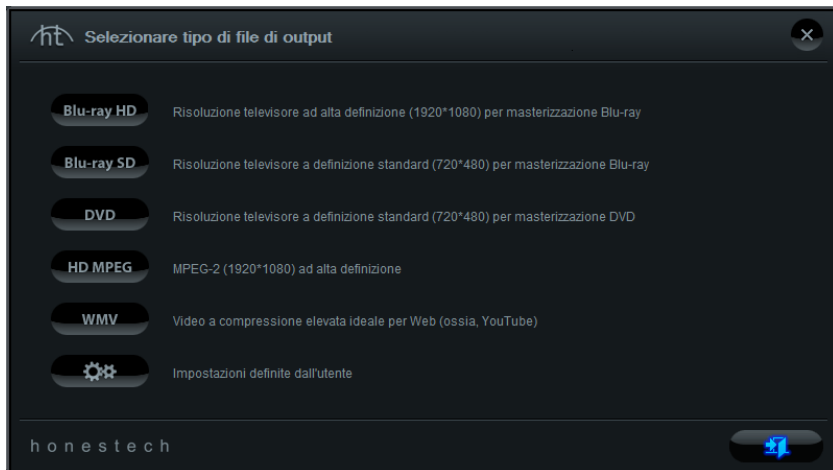 ht Selezionare tipo di file di output
Blu-ray HD Risoluzione televisore ad alta definizione (1920*1080) per masterizzazione Blu-ray
Blu-ray SD Risoluzione televisore a definizione standard (720*480) per masterizzazione Blu-ray
DVD Risoluzione televisore a definizione standard (720*480) per masterizzazione DVD
HD MPEG MPEG-2 (1920*1080) ad alta definizione
WMV Video a compressione elevata ideale per Web (ossia, YouTube)
Impostazioni definite dall'utente
honestech